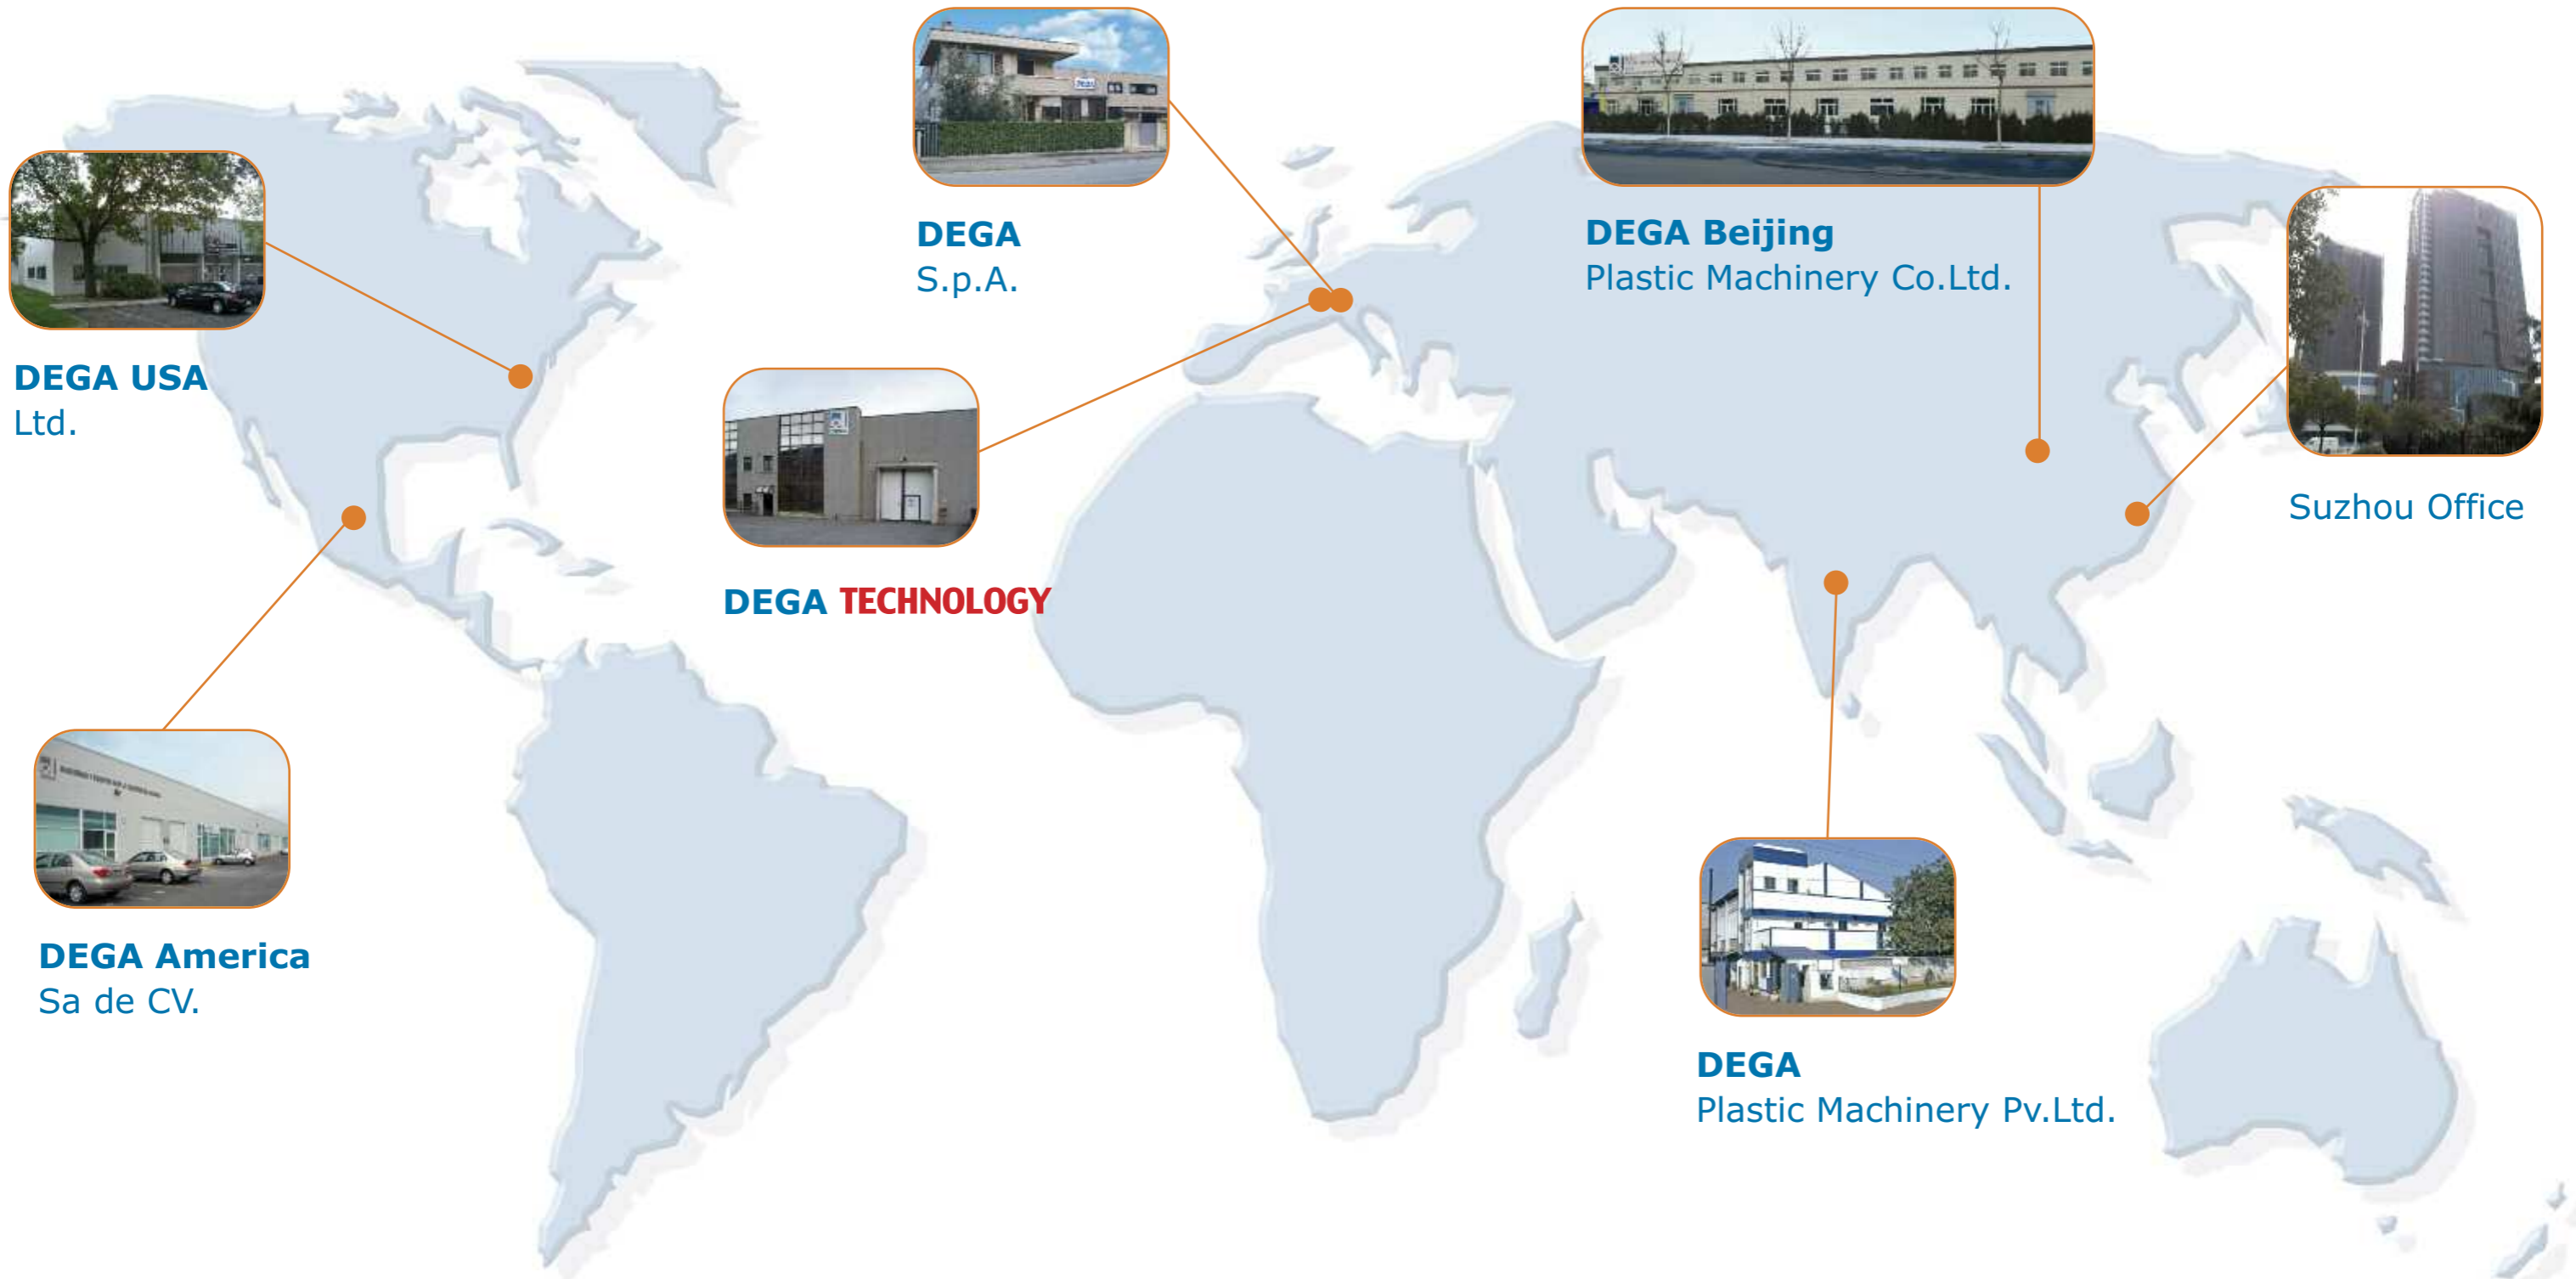 DEGA USA
Ltd.
DEGA
S.p.A.
DEGA Beijing
Plastic Machinery Co.Ltd.
Suzhou Office
DEGA TECHNOLOGY
DEGA America
Sa de CV.
DEGA
Plastic Machinery Pv.Ltd.